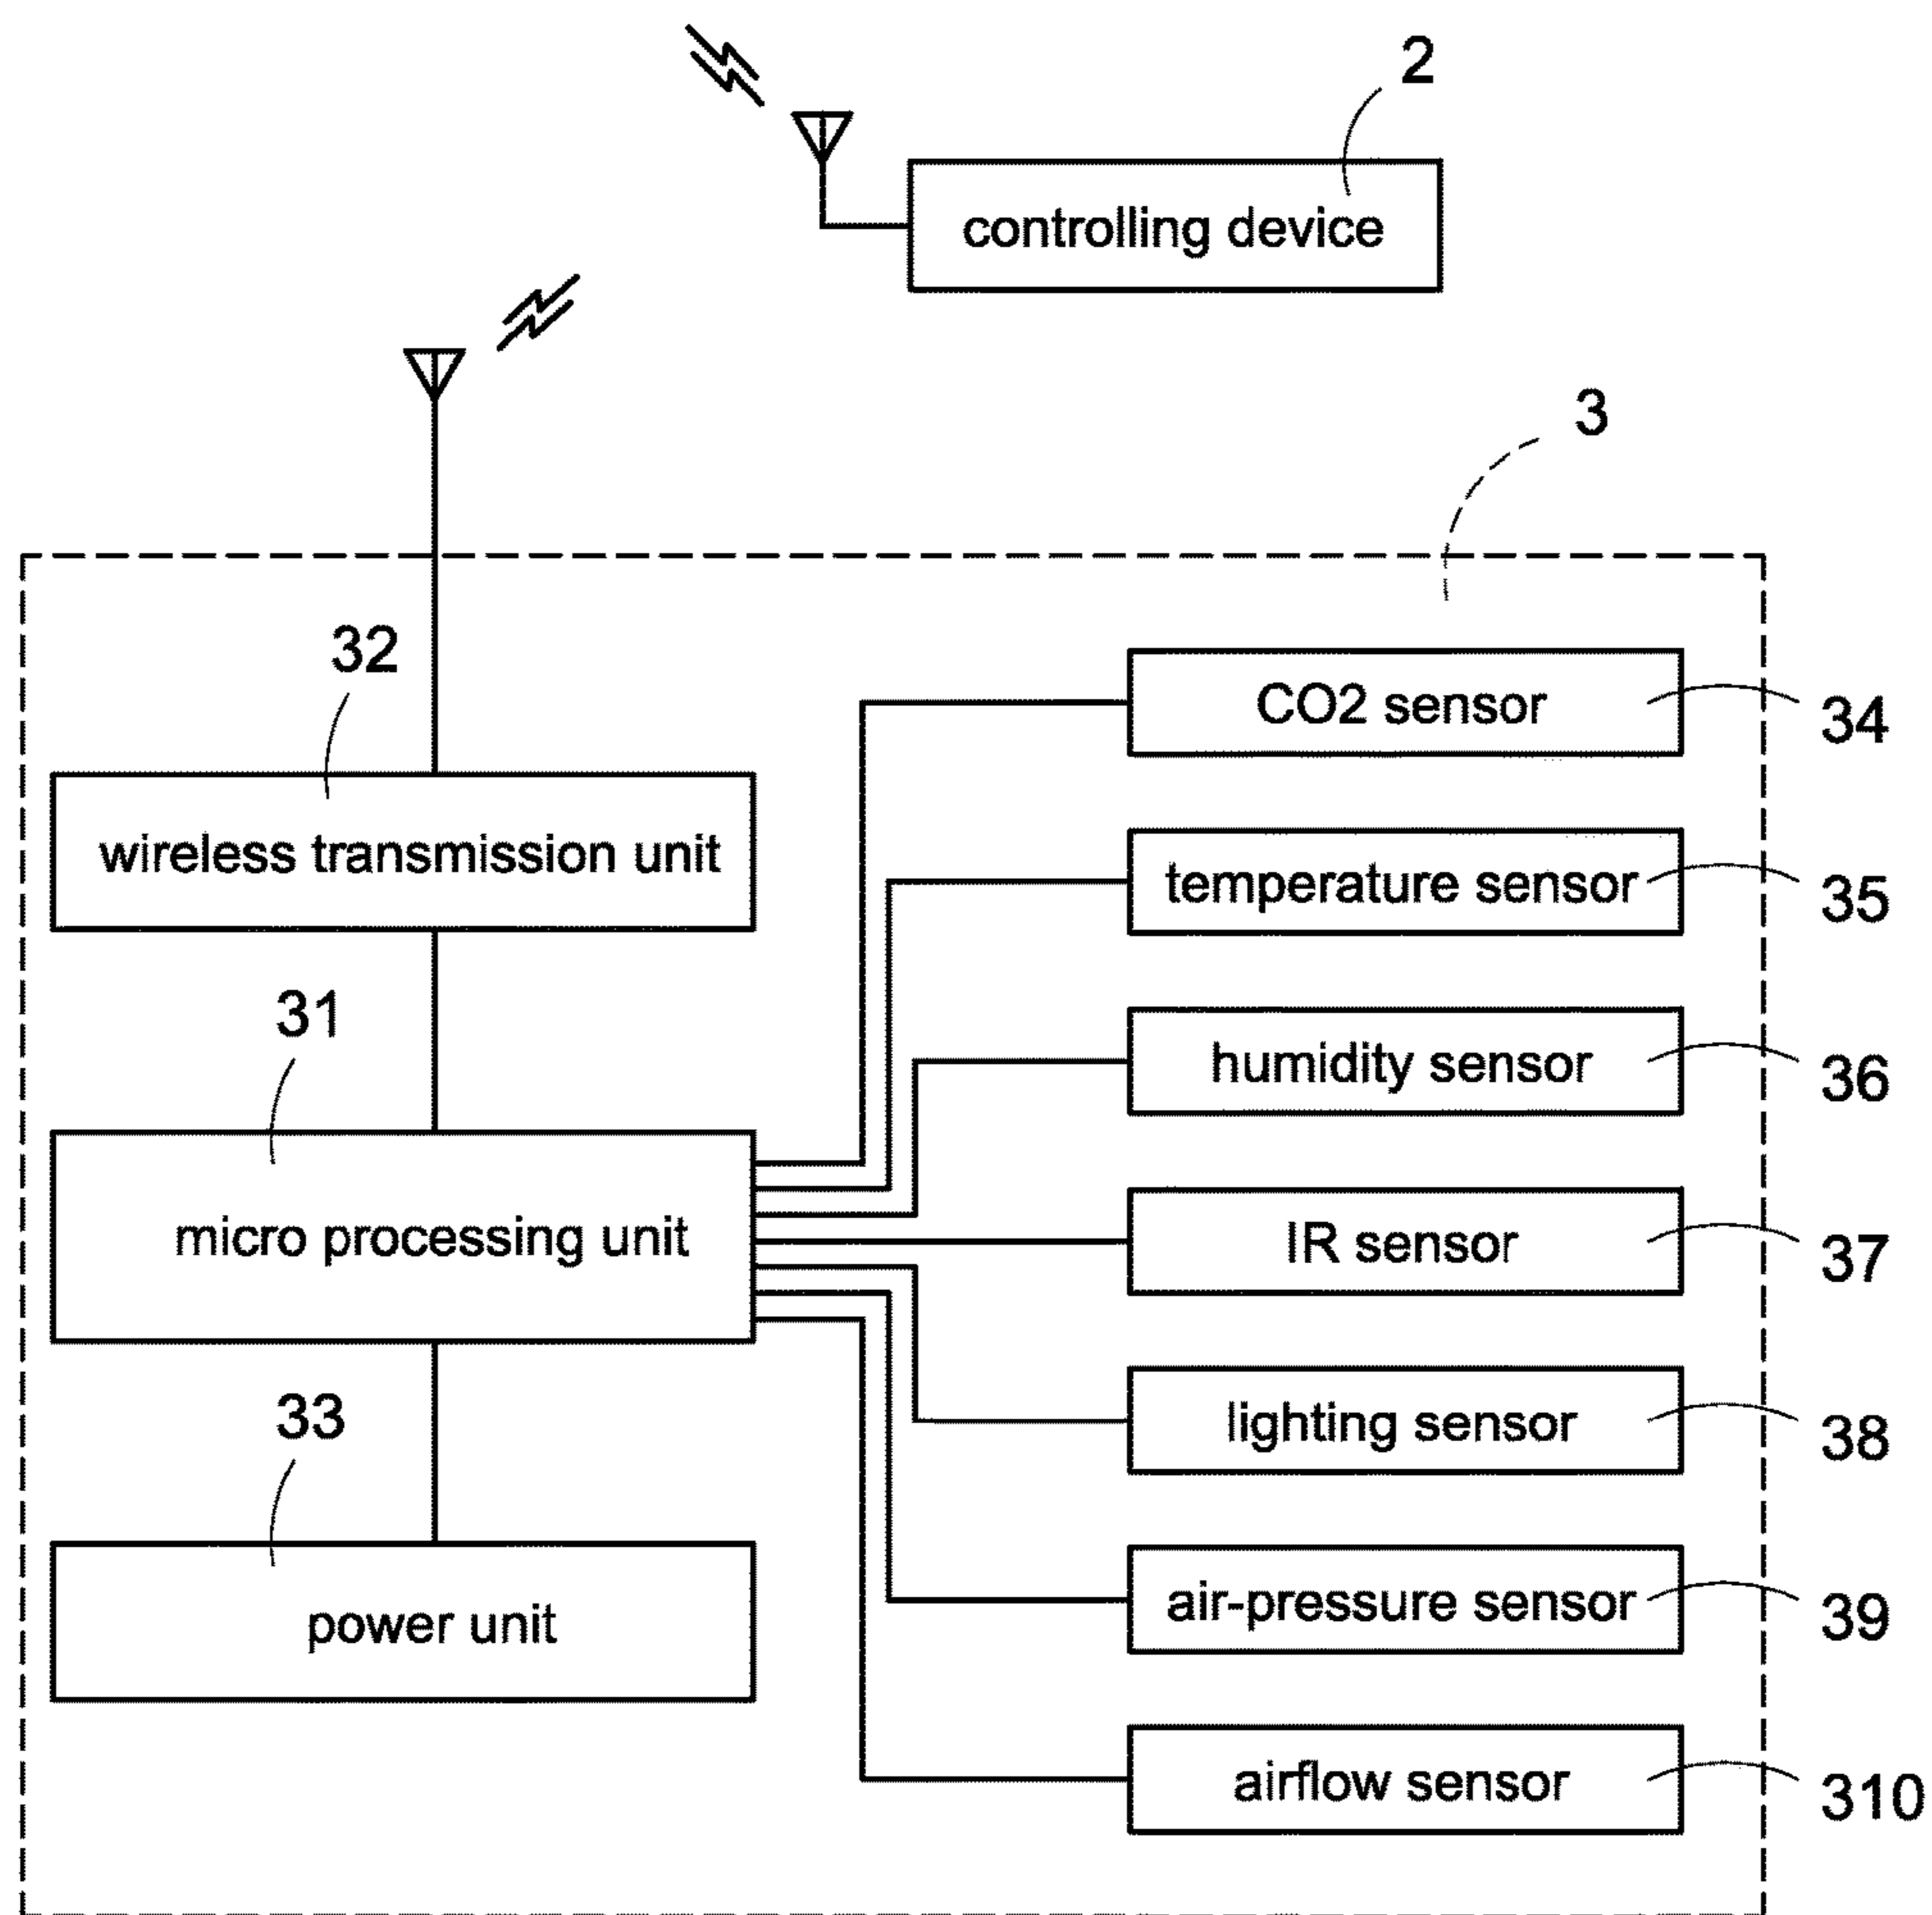 2
controlling device
3
32
CO2 sensor
34
wireless transmission unit
temperature sensor
35
31
humidity sensor
36
micro processing unit
IR sensor
37
33
lighting sensor
38
power unit
air-pressure sensor
39
airflow sensor
310